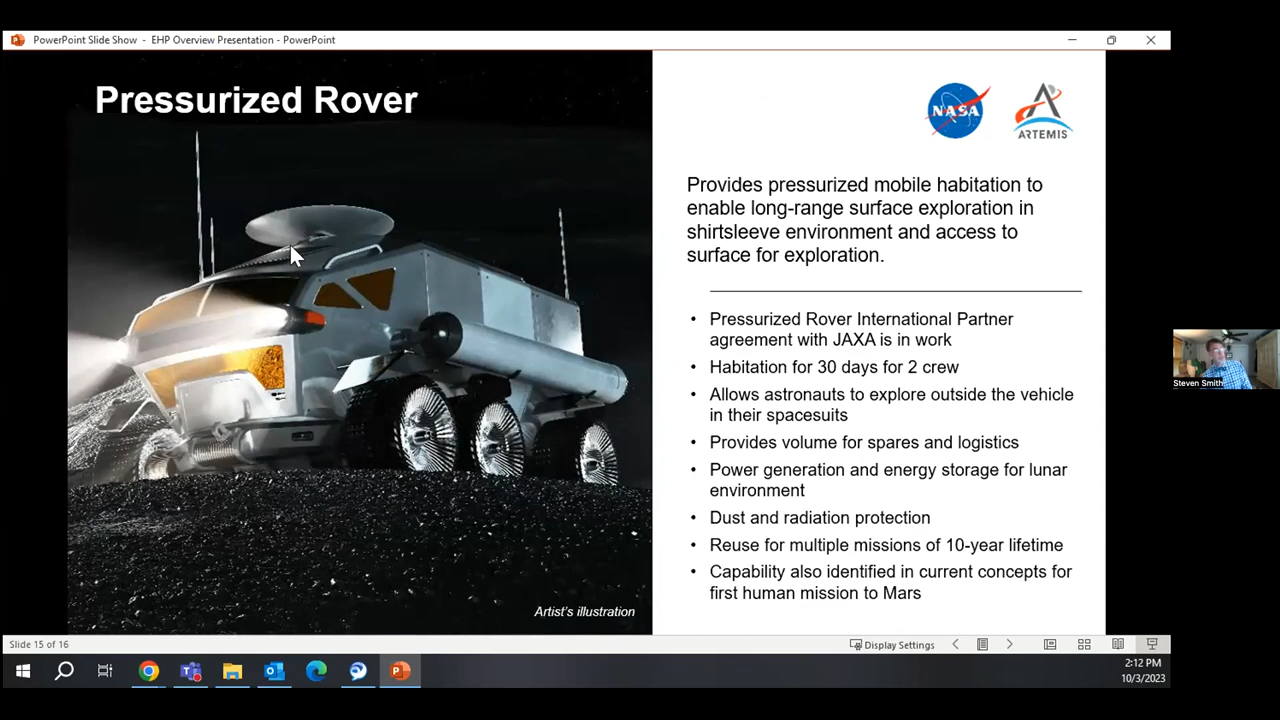 PowerPoint Slide Show - EHP Overview Presentation - PowerPoint
Pressurized Rover
NASA
ARTEMIS
Provides pressurized mobile habitation to
enable long-range surface exploration in
shirtsleeve environment and access to
surface for exploration.
• Pressurized Rover International Partner
agreement with JAXA is in work
• Habitation for 30 days for 2 crew
• Allows astronauts to explore outside the vehicle
in their spacesuits
• Provides volume for spares and logistics
• Power generation and energy storage for lunar
environment
• Dust and radiation protection
• Reuse for multiple missions of 10-year lifetime
• Capability also identified in current concepts for
first human mission to Mars
Artist's illustration
Steven Smith
Slide 15 of 16
Display Settings
2:12 PM
10/3/2023